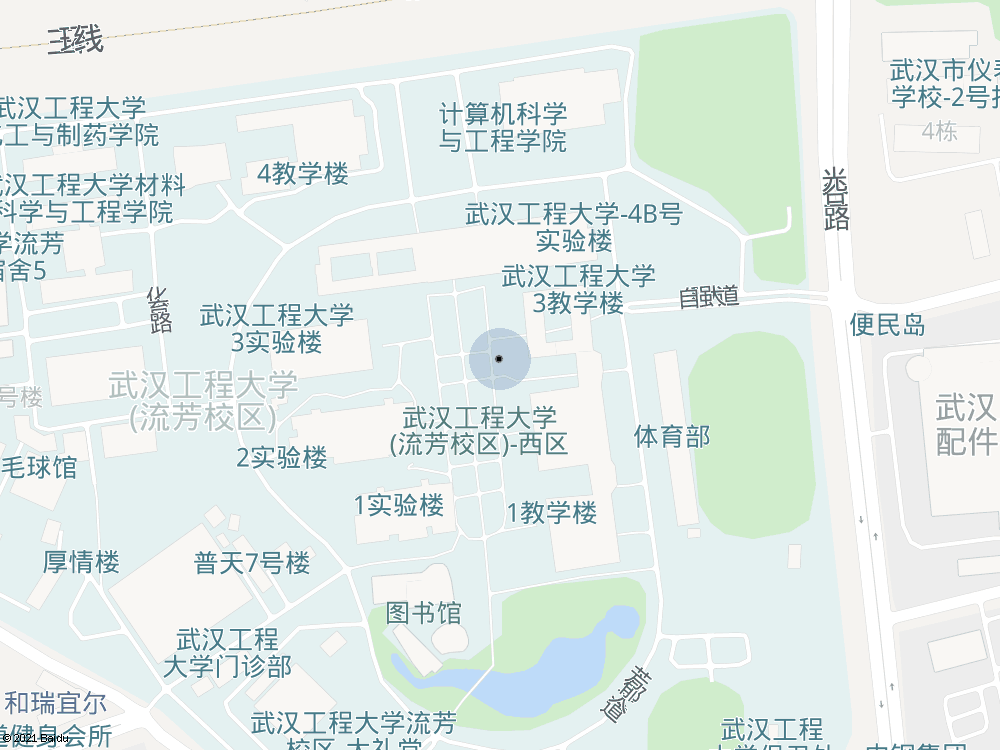 玉线
武汉工程大学
工与制药学院
计算机科学
与工程学院
武汉市仪表
学校-2号
4栋
4教学楼
汉工程大学材料
科学与工程学院
光谷路
武汉工程大学-4B号
实验楼
学流芳
宿舍5
武汉工程大学
3教学楼
自强道
武汉工程大学
3实验楼
便民岛
号楼
武汉工程大学
(流芳校区)
武汉工程大学
(流芳校区)-西区
武汉
配件
体育部
2实验楼
毛球馆
1实验楼
1教学楼
厚情楼
普天7号楼
图书馆
武汉工程
大学门诊部
和瑞宜尔
道健身会所
武汉工程大学流芳
校区-大礼堂
武汉工程
© 2021 Baidu